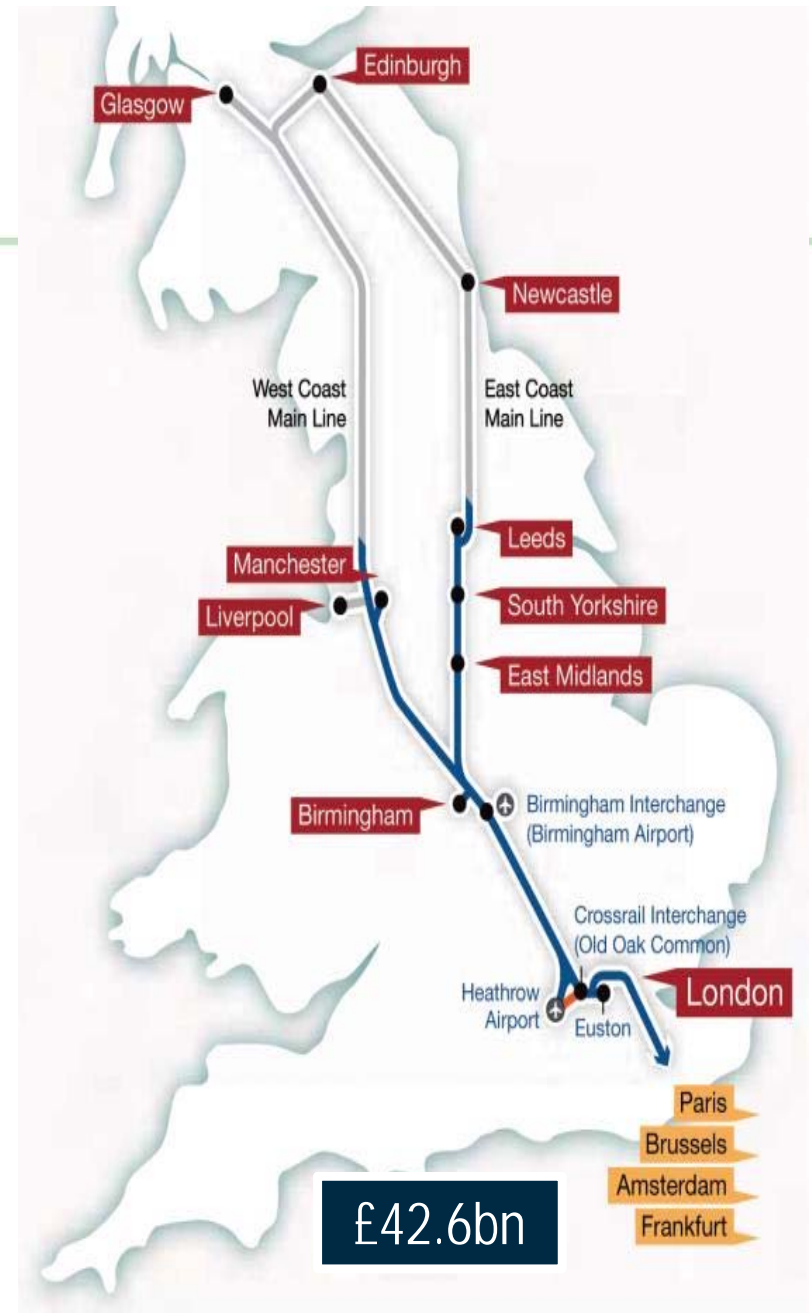 Edinburgh
Glasgow
Newcastle
West Coast
Main Line
East Coast
Main Line
Leeds
Manchester
Liverpool
South Yorkshire
East Midlands
Birmingham
Birmingham Interchange
(Birmingham Airport)
Crossrail Interchange
(Old Oak Common)
London
Heathrow
Airport
Euston
Paris
Brussels
Amsterdam
Frankfurt
£42.6bn